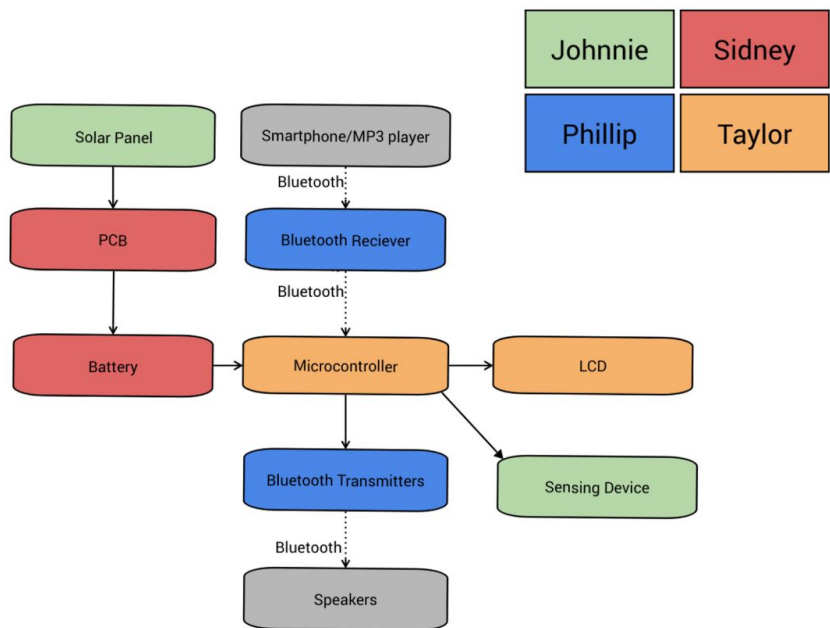 Johnnie
Sidney
Phillip
Taylor
Solar Panel
Smartphone/MP3 player
Bluetooth
PCB
Bluetooth Reciever
Bluetooth
Battery
Microcontroller
LCD
Bluetooth Transmitters
Sensing Device
Bluetooth
Speakers